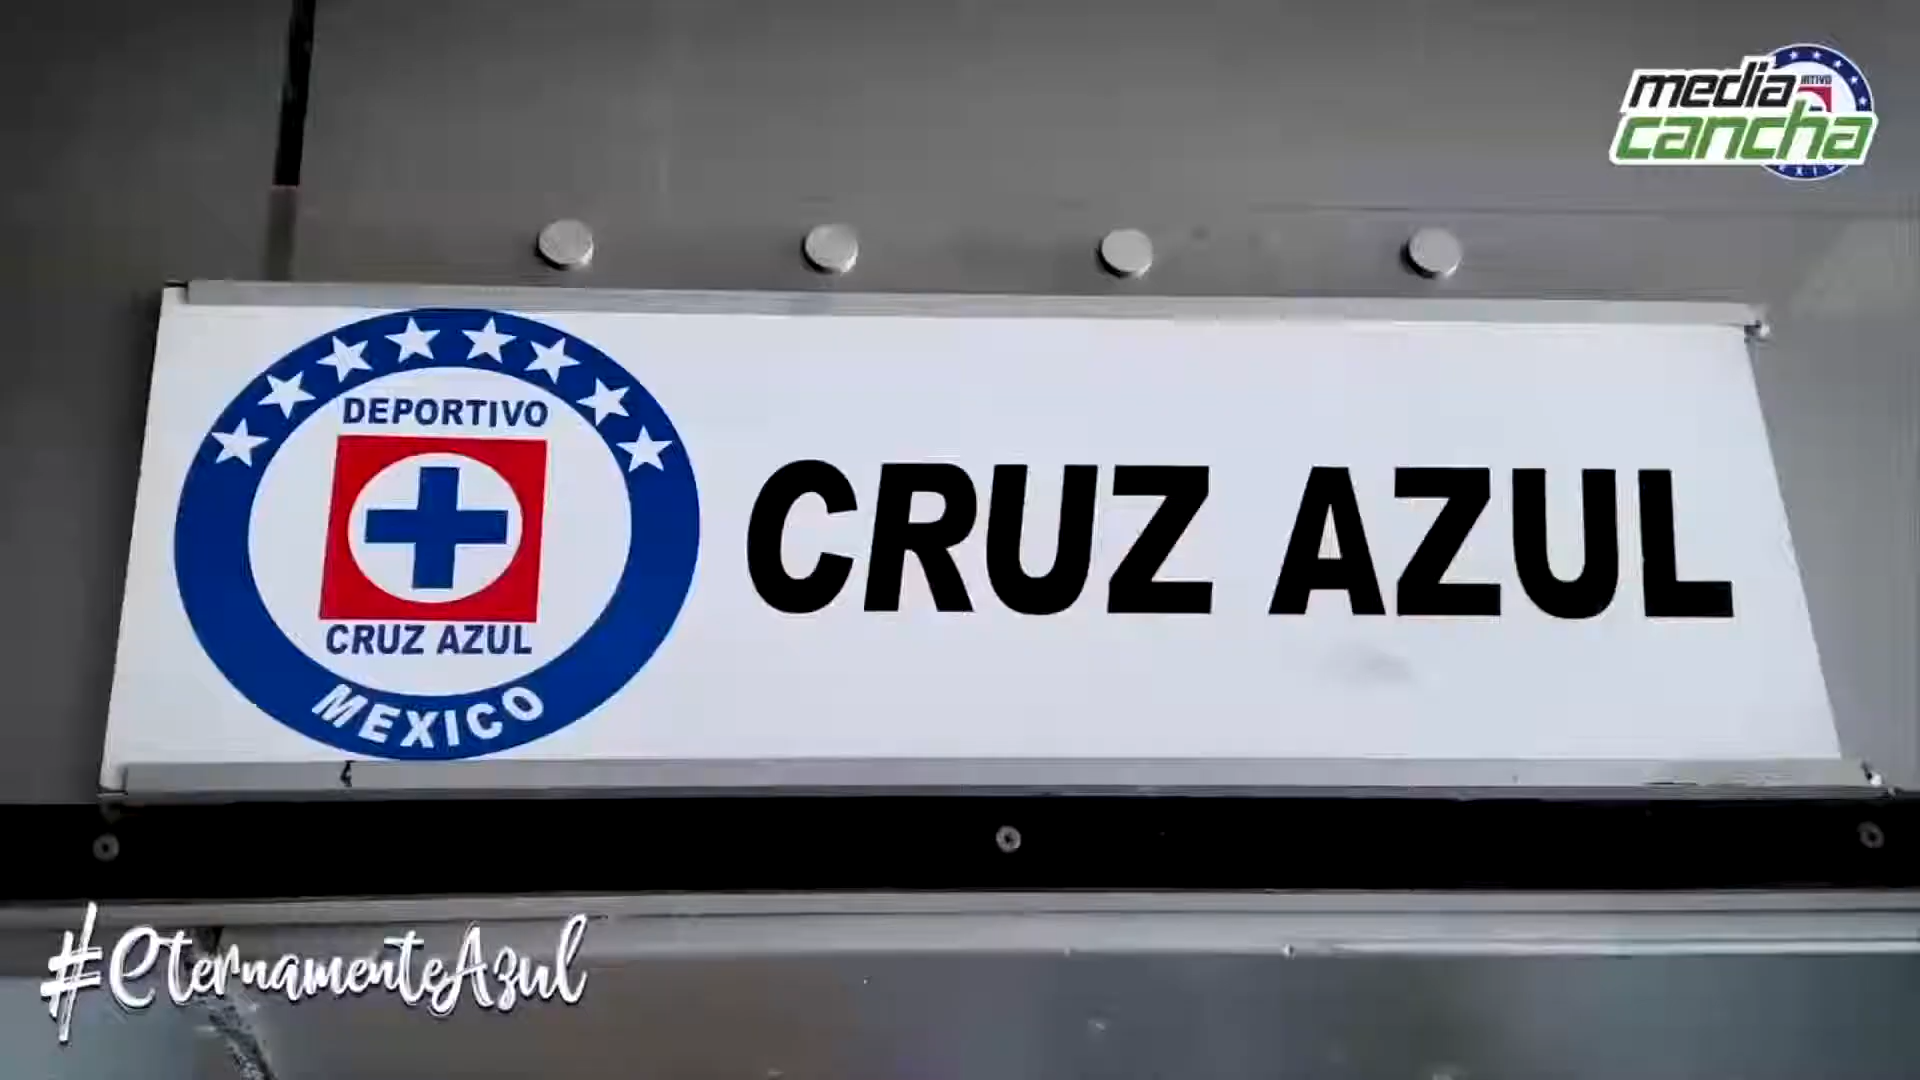 media
cancha
DEPORTIVO
CRUZ AZUL
MEXICO
CRUZ AZUL
#EternamenteAzul